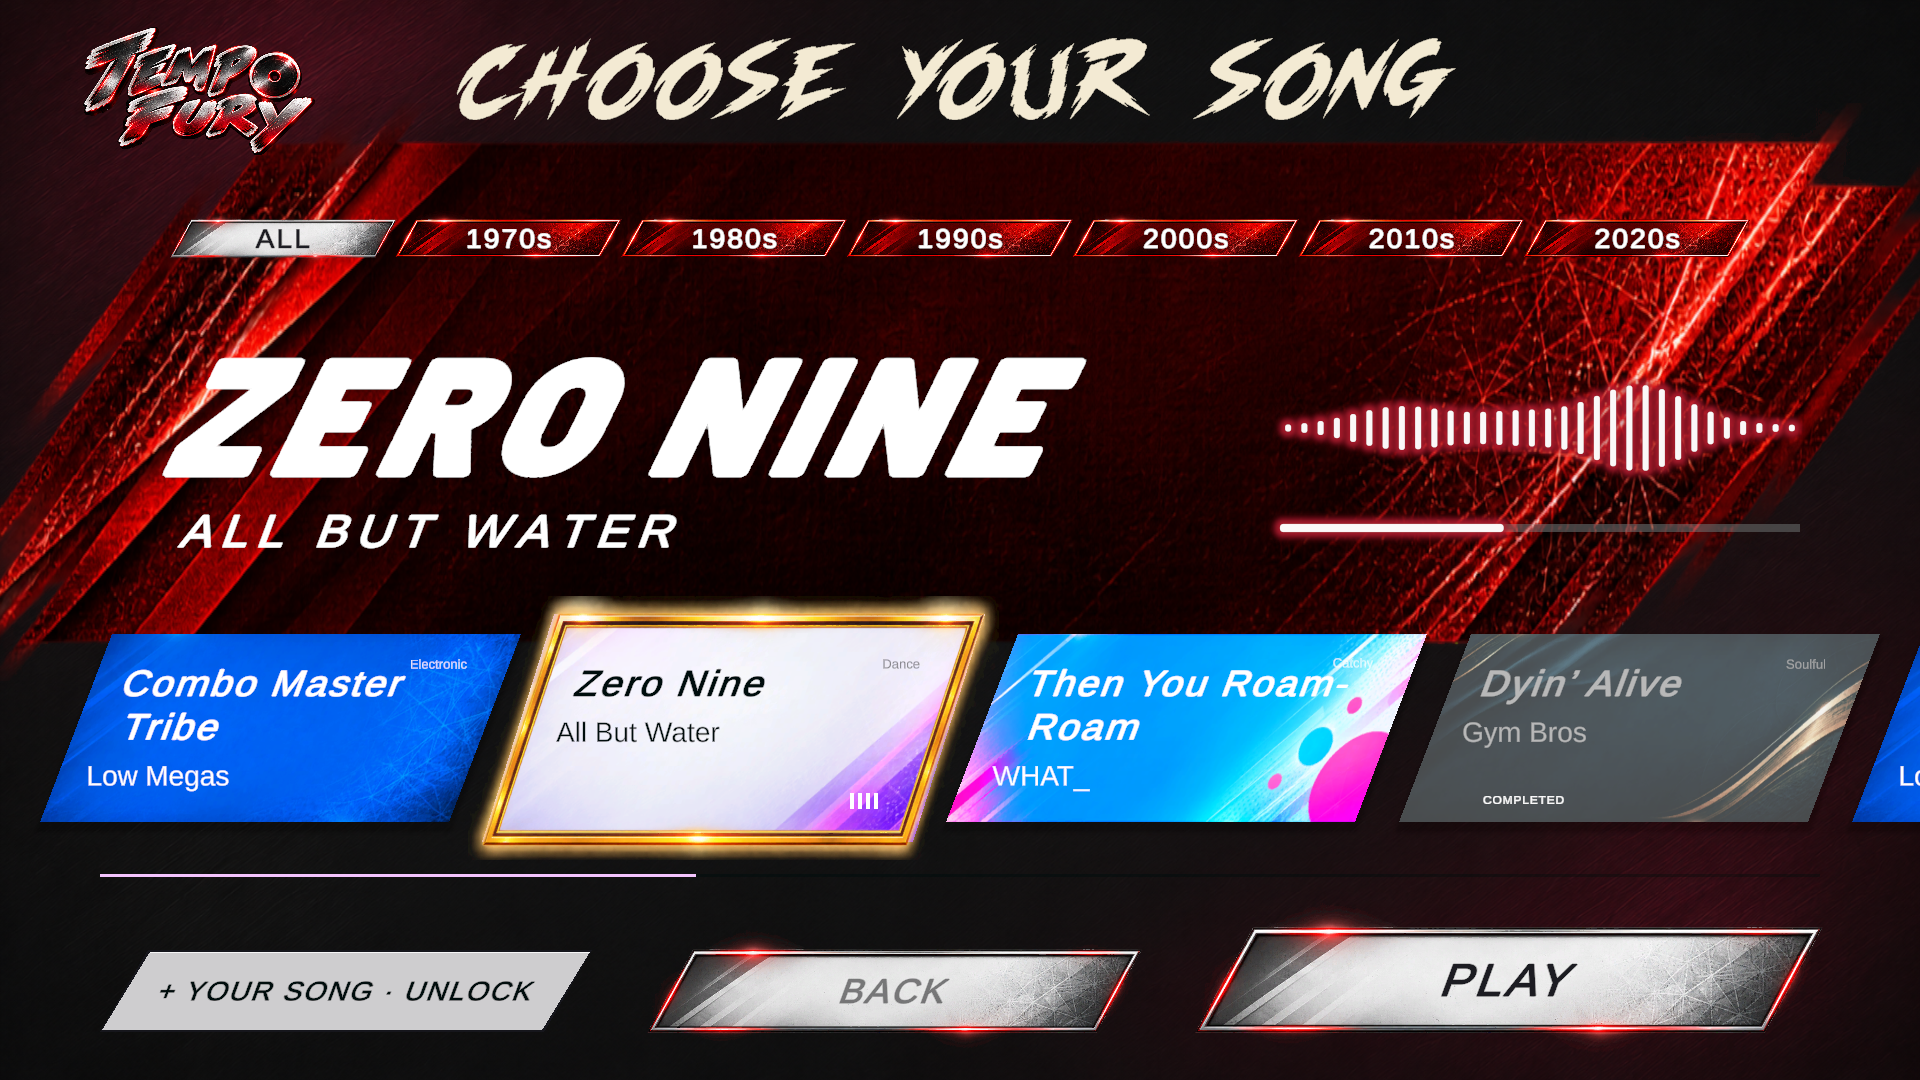 TEMPO
FURY
CHOOSE YOUR SONG
ALL
1970s
1980s
1990s
2000s
2010s
2020s
ZERO NINE
ALL BUT WATER
Combo Master
Tribe
Electronic
Low Megas
Zero Nine
Dance
All But Water
Then You Roam-
Roam
Catchy
WHAT_
Dyin’ Alive
Soulful
Gym Bros
COMPLETED
+ YOUR SONG · UNLOCK
BACK
PLAY